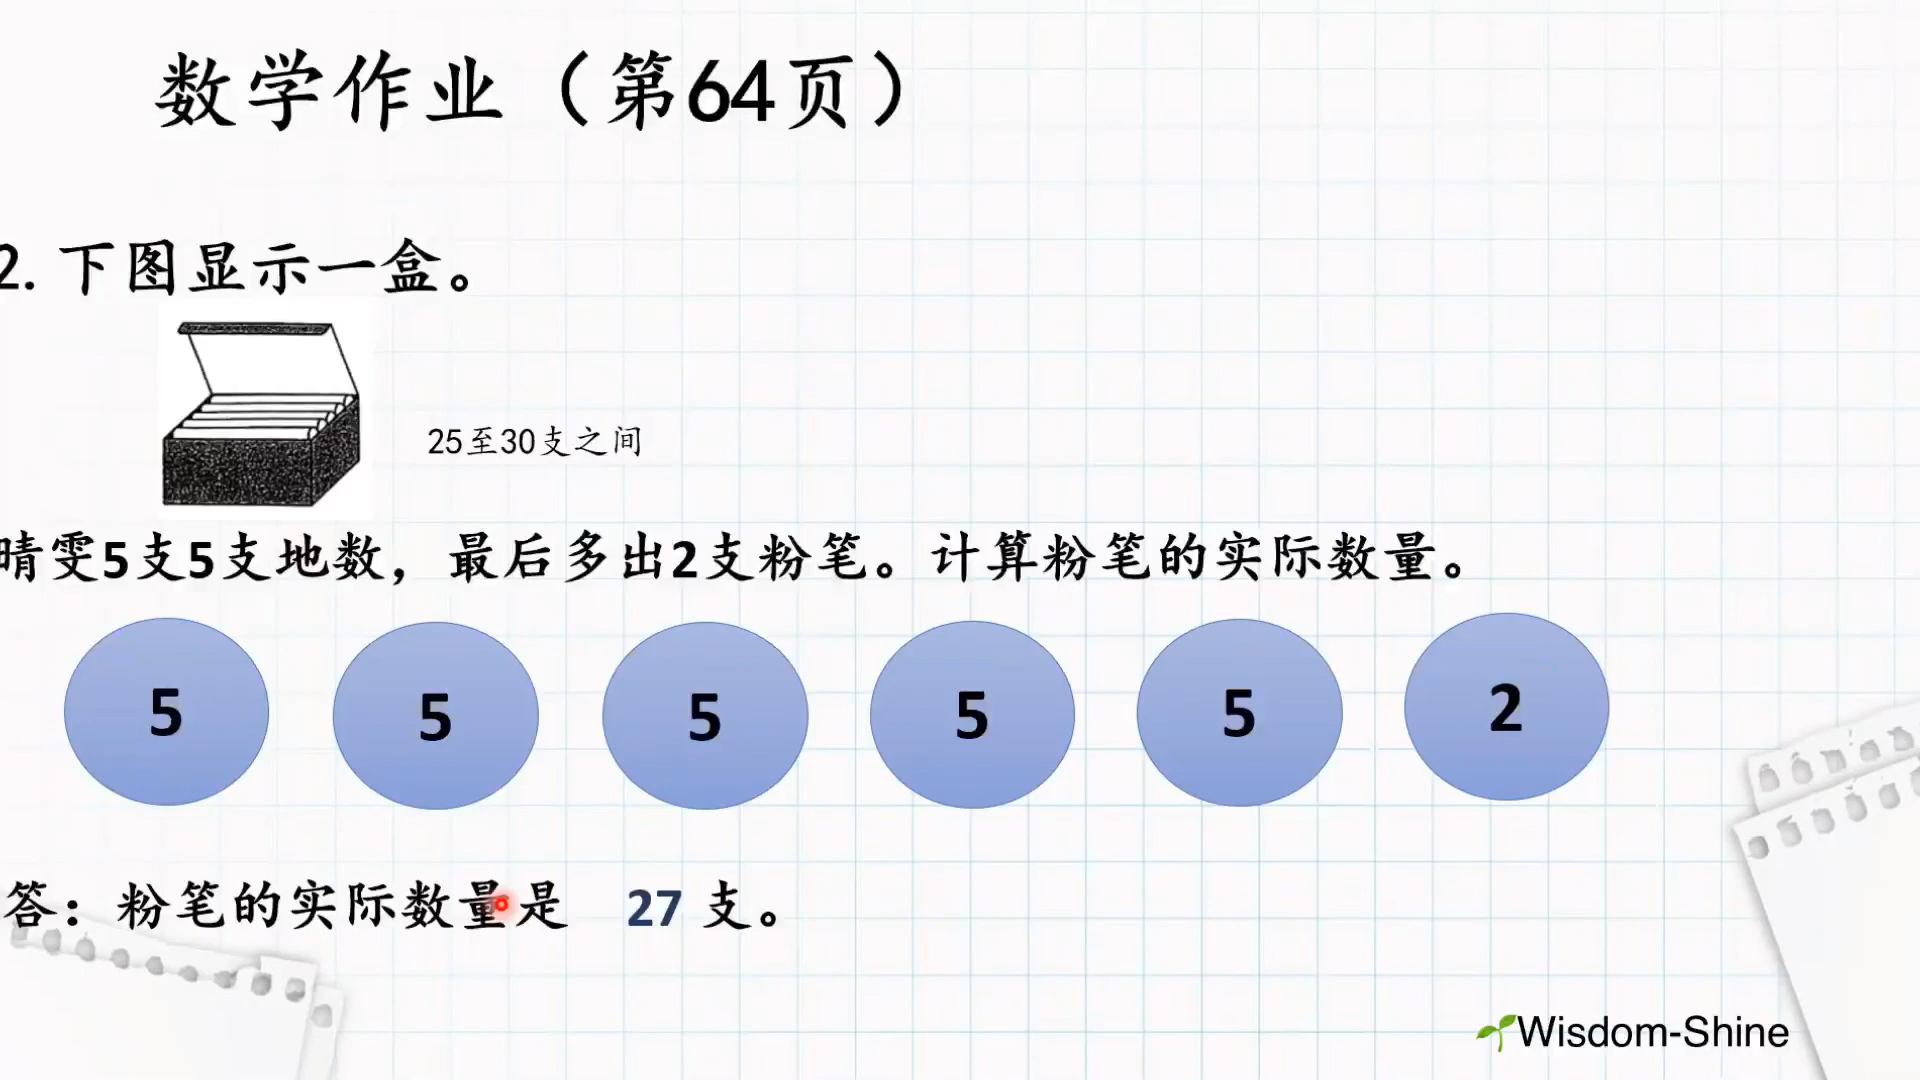 数学作业（第64页）
2. 下图显示一盒。
25至30支之间
晴雯5支5支地数，最后多出2支粉笔。计算粉笔的实际数量。
5 5 5 5 5 2
答：粉笔的实际数量是 27 支。
Wisdom-Shine